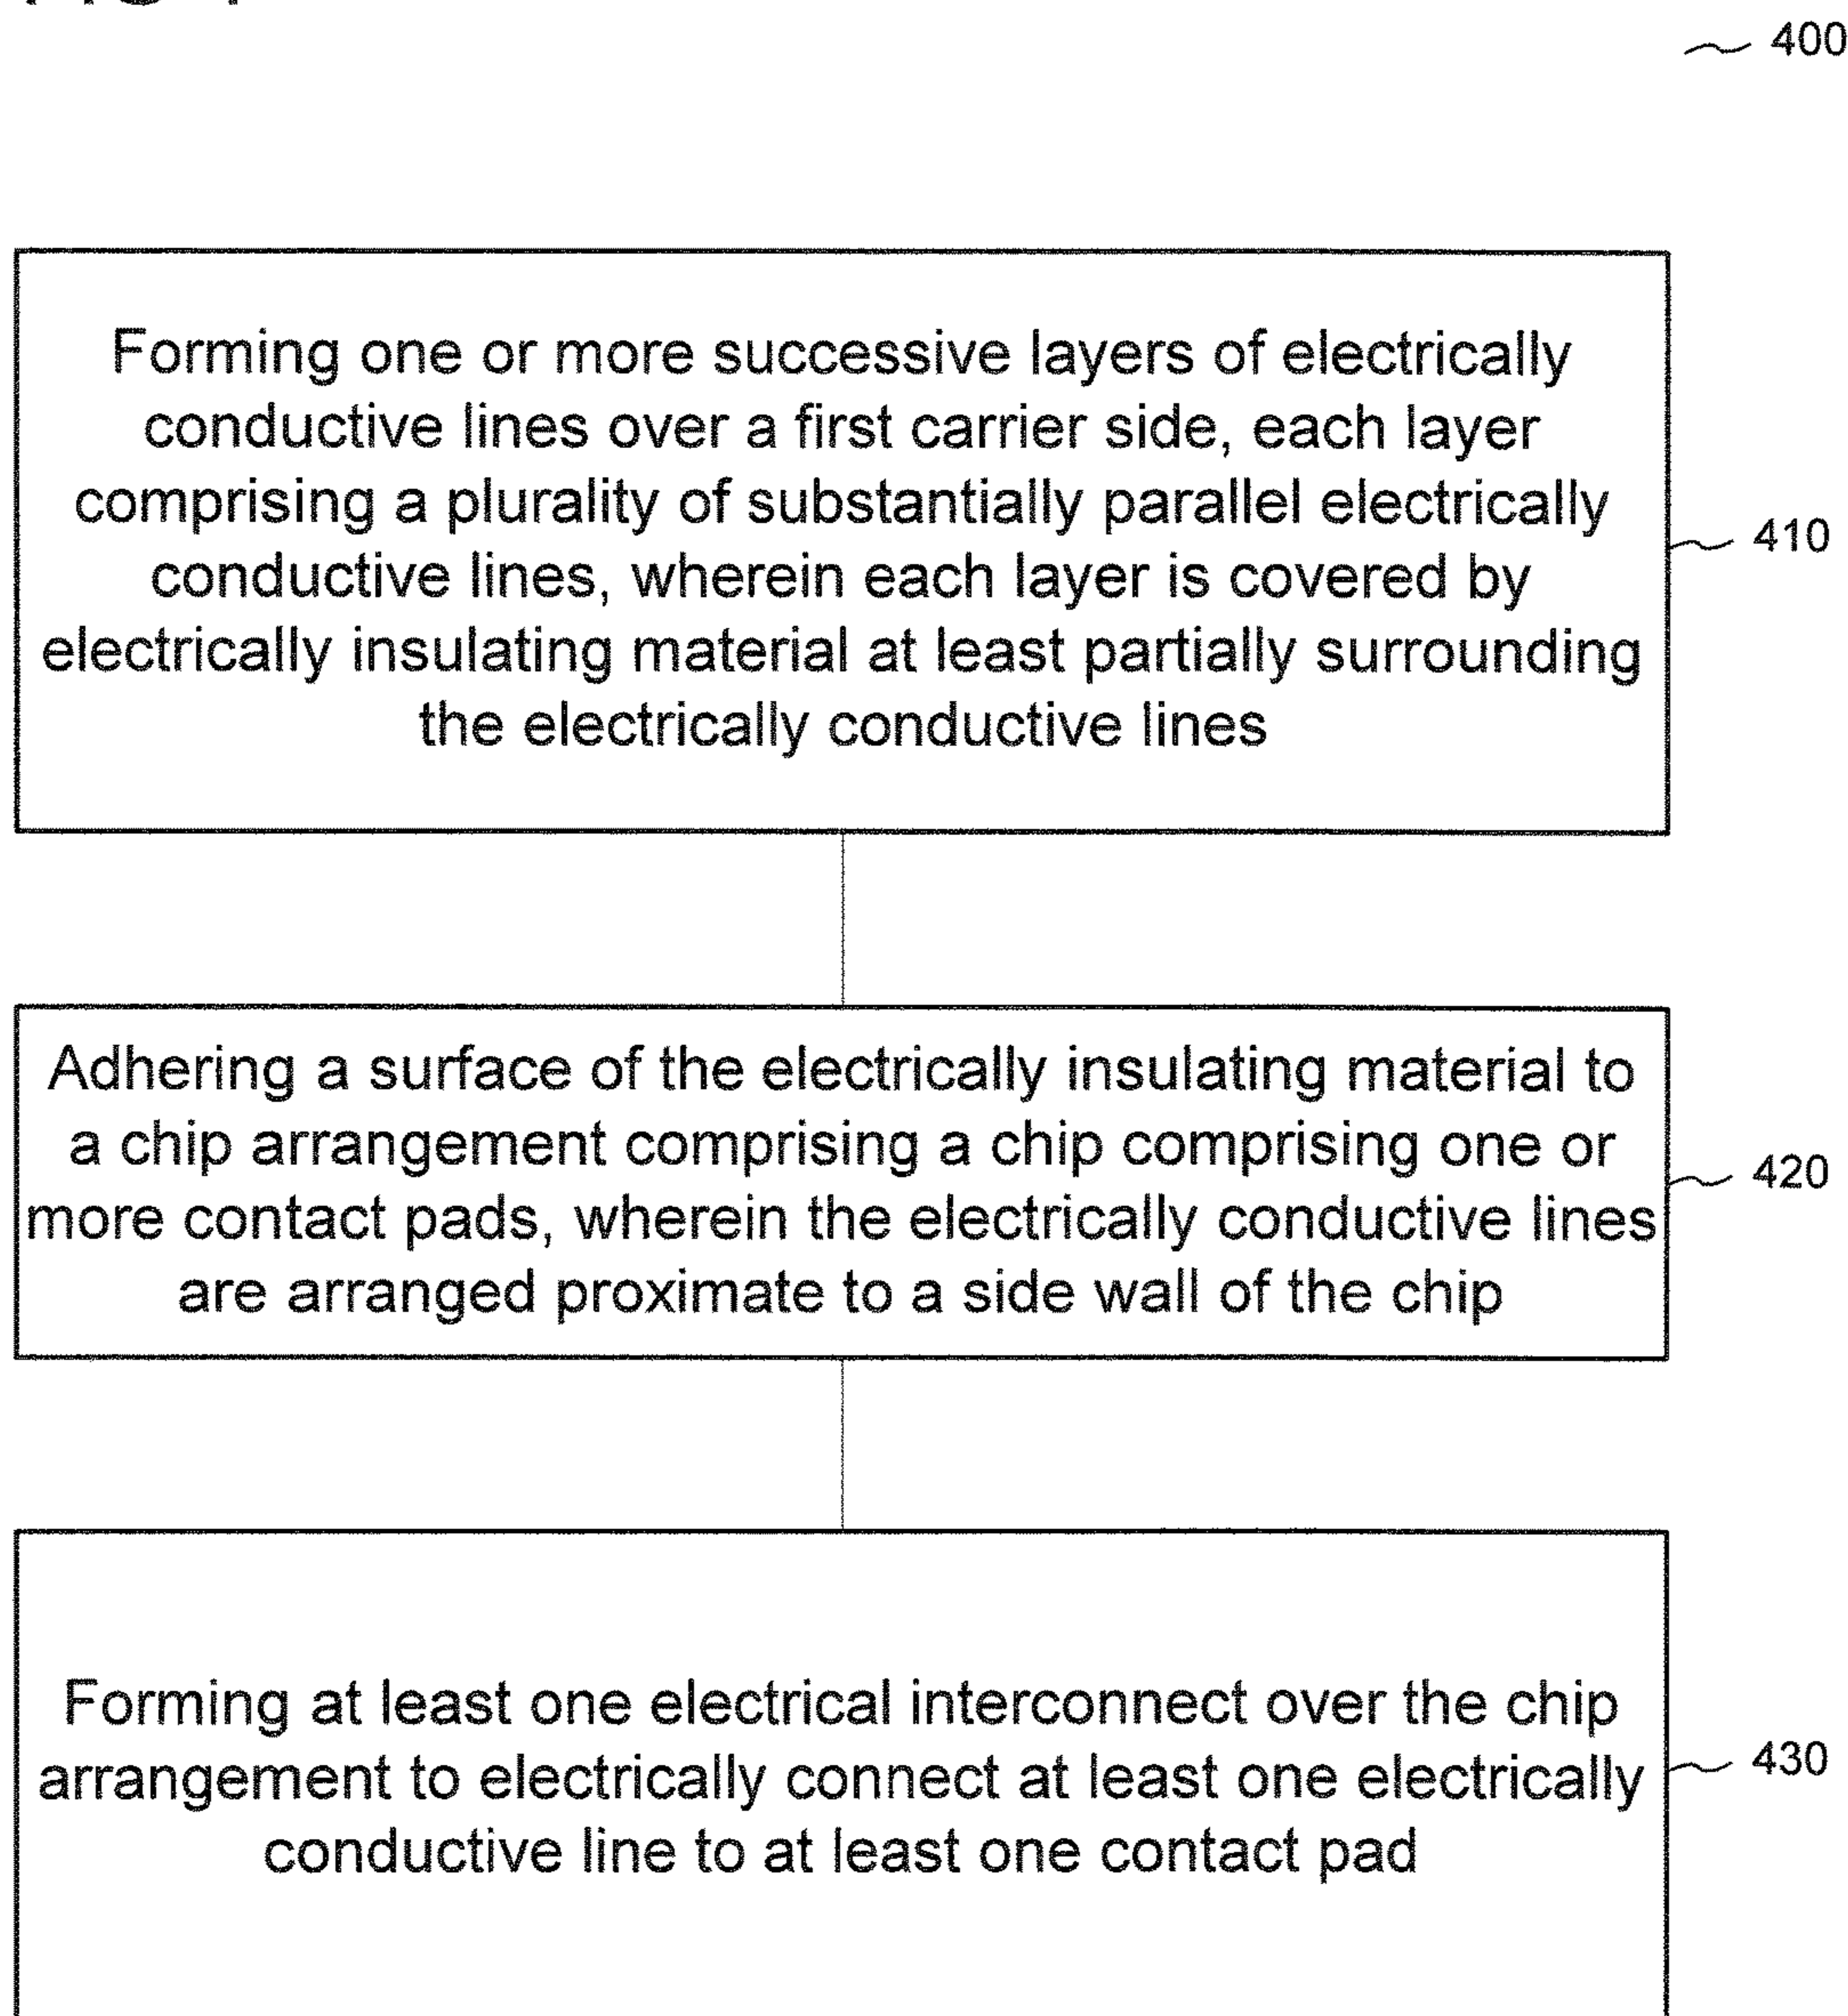 400
Forming one or more successive layers of electrically
conductive lines over a first carrier side, each layer
comprising a plurality of substantially parallel electrically
conductive lines, wherein each layer is covered by
electrically insulating material at least partially surrounding
the electrically conductive lines
410
Adhering a surface of the electrically insulating material to
a chip arrangement comprising a chip comprising one or
more contact pads, wherein the electrically conductive lines
are arranged proximate to a side wall of the chip
420
Forming at least one electrical interconnect over the chip
arrangement to electrically connect at least one electrically
conductive line to at least one contact pad
430